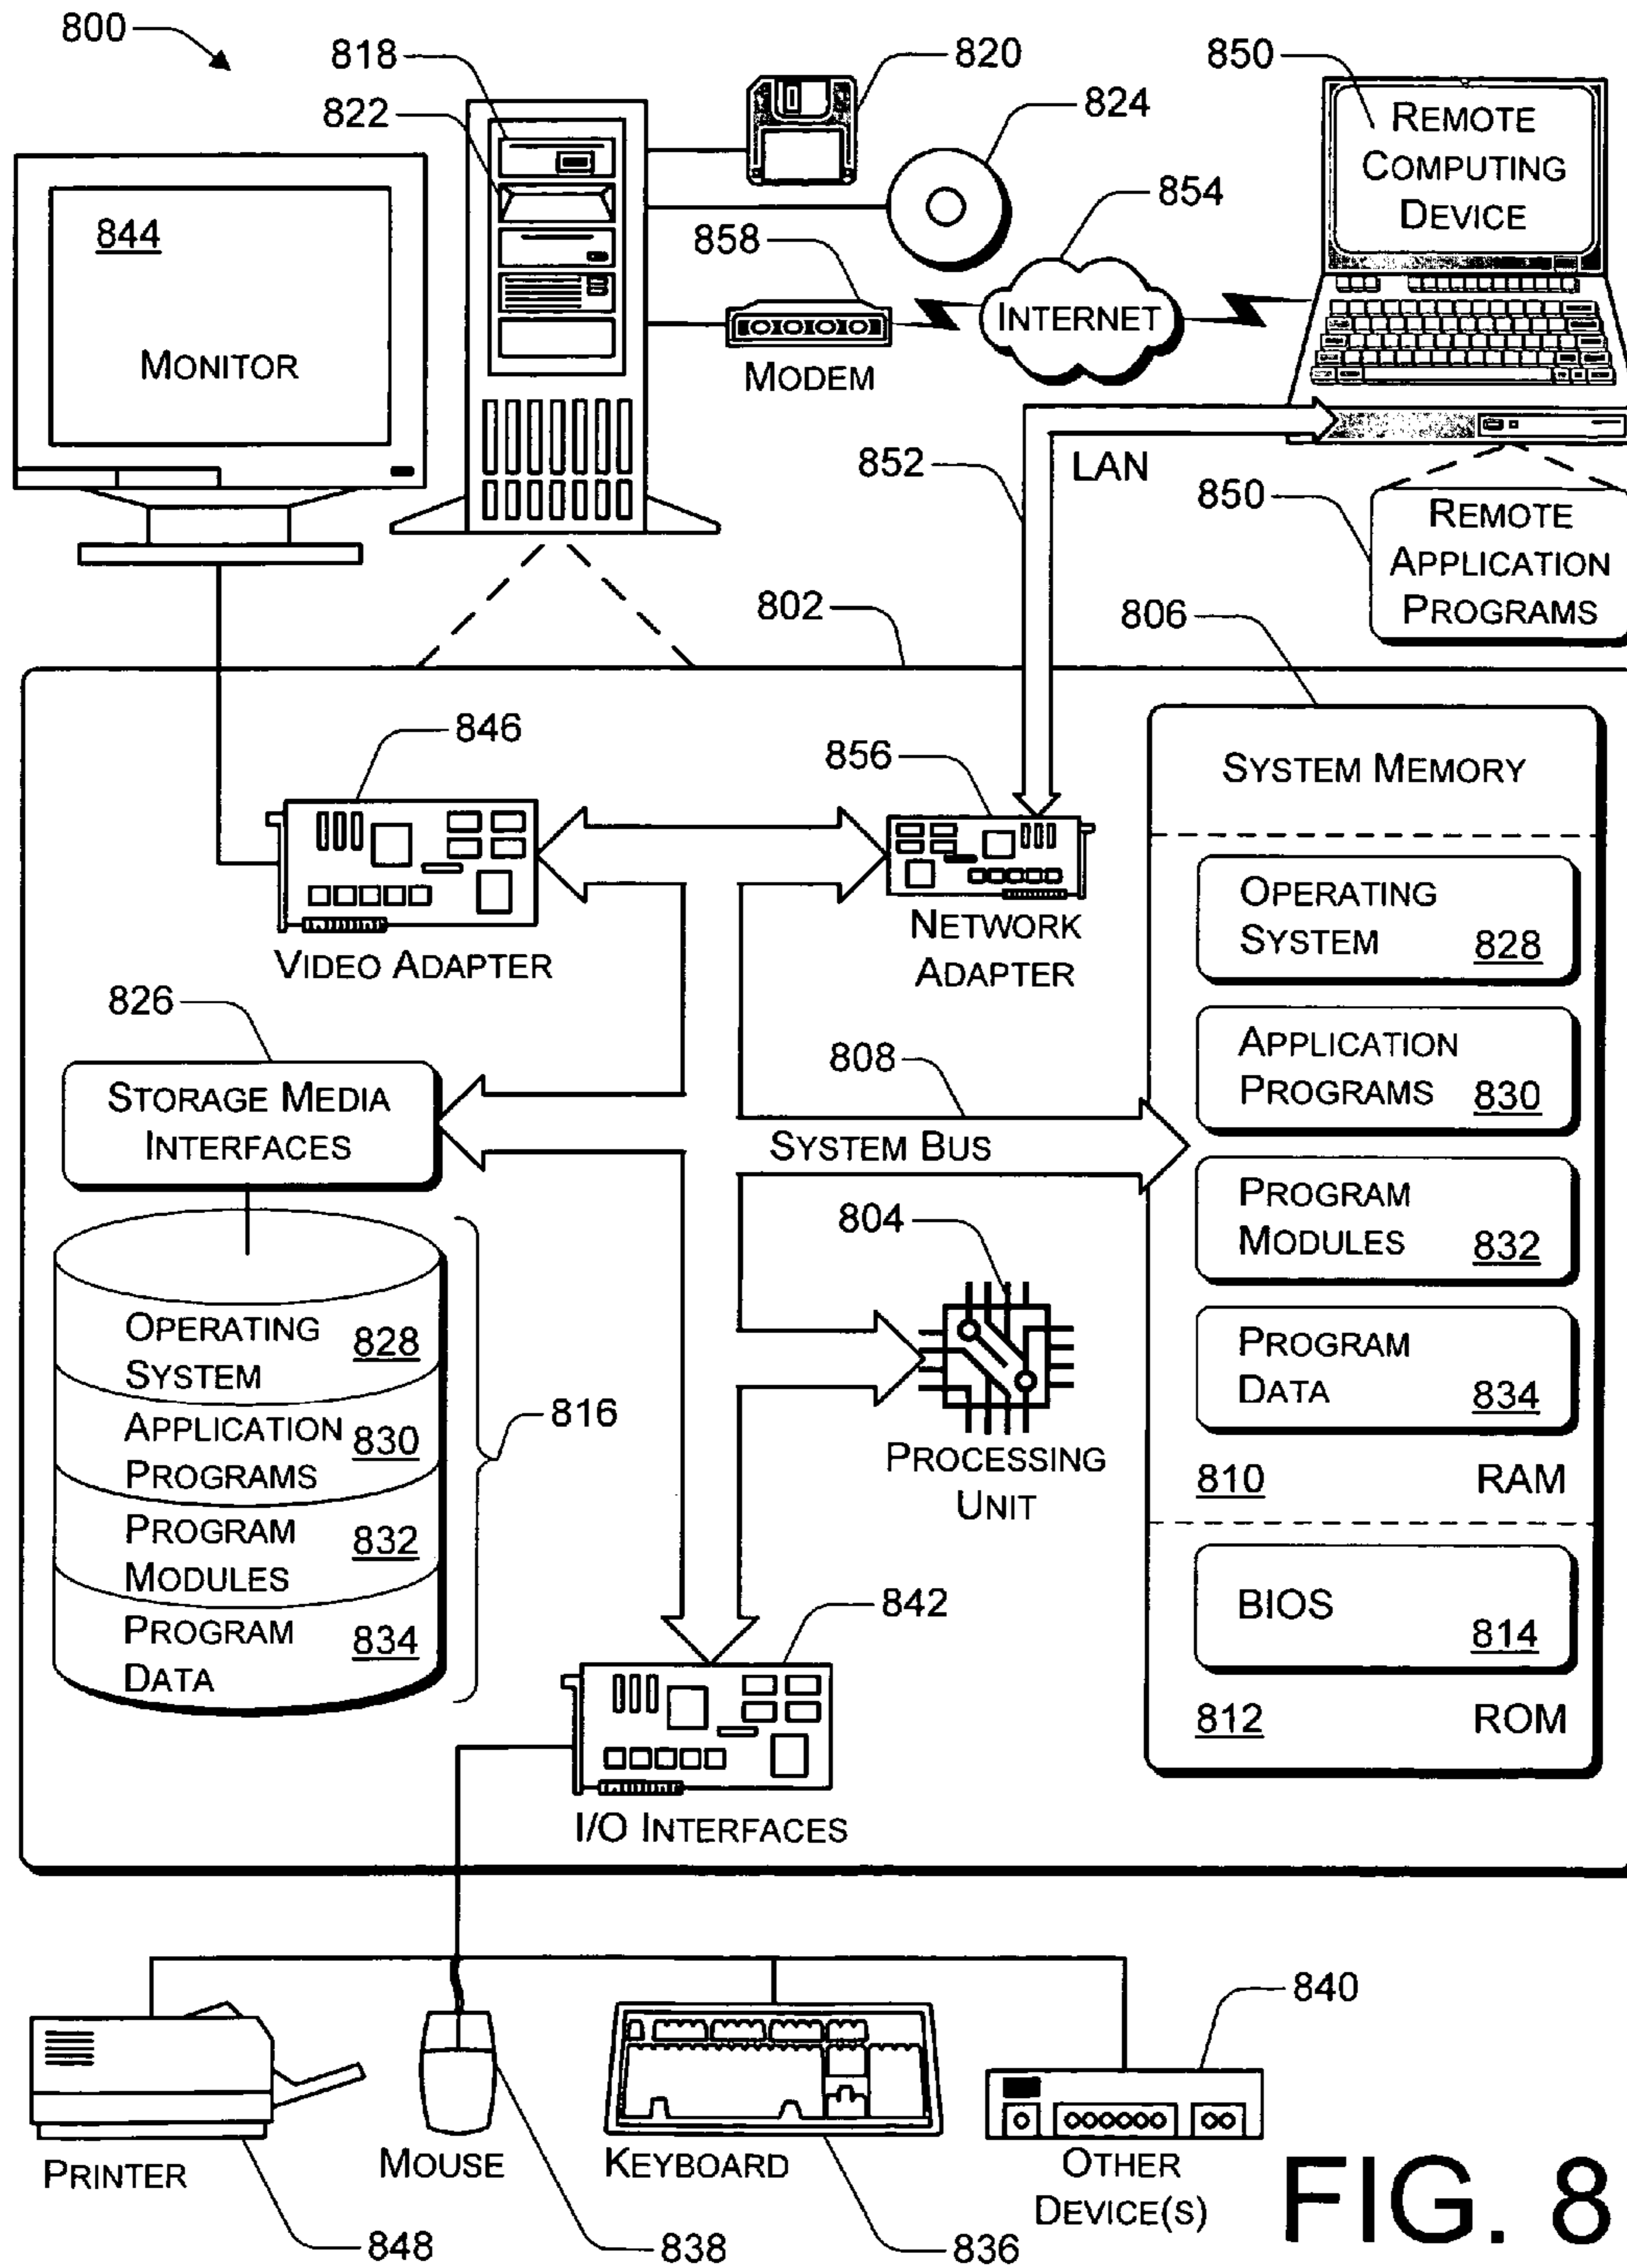 800
818
822
820
824
850
REMOTE
COMPUTING
DEVICE
854
844
858
MONITOR
INTERNET
MODEM
852
LAN
850
REMOTE
APPLICATION
PROGRAMS
802
806
846
856
SYSTEM MEMORY
VIDEO ADAPTER
NETWORK
ADAPTER
OPERATING
SYSTEM 828
826
808
APPLICATION
PROGRAMS 830
STORAGE MEDIA
INTERFACES
SYSTEM BUS
PROGRAM
MODULES 832
804
OPERATING
SYSTEM 828
APPLICATION
PROGRAMS 830
PROGRAM
MODULES 832
PROGRAM
DATA 834
816
PROCESSING
UNIT
PROGRAM
DATA 834
810 RAM
BIOS
814
812 ROM
842
I/O INTERFACES
840
PRINTER
MOUSE
KEYBOARD
OTHER
DEVICE(S)
848
838
836
FIG. 8